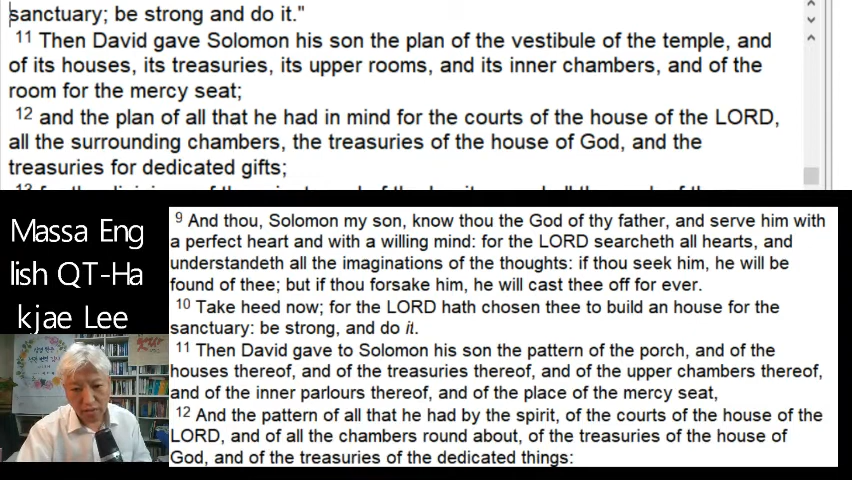 sanctuary; be strong and do it."
11 Then David gave Solomon his son the plan of the vestibule of the temple, and
of its houses, its treasuries, its upper rooms, and its inner chambers, and of the
room for the mercy seat;
12 and the plan of all that he had in mind for the courts of the house of the LORD,
all the surrounding chambers, the treasuries of the house of God, and the
treasuries for dedicated gifts;
Massa Eng
lish QT-Ha
kjae Lee
9 And thou, Solomon my son, know thou the God of thy father, and serve him with
a perfect heart and with a willing mind: for the LORD searcheth all hearts, and
understandeth all the imaginations of the thoughts: if thou seek him, he will be
found of thee; but if thou forsake him, he will cast thee off for ever.
10 Take heed now; for the LORD hath chosen thee to build an house for the
sanctuary: be strong, and do it.
11 Then David gave to Solomon his son the pattern of the porch, and of the
houses thereof, and of the treasuries thereof, and of the upper chambers thereof,
and of the inner parlours thereof, and of the place of the mercy seat,
12 And the pattern of all that he had by the spirit, of the courts of the house of the
LORD, and of all the chambers round about, of the treasuries of the house of
God, and of the treasuries of the dedicated things: